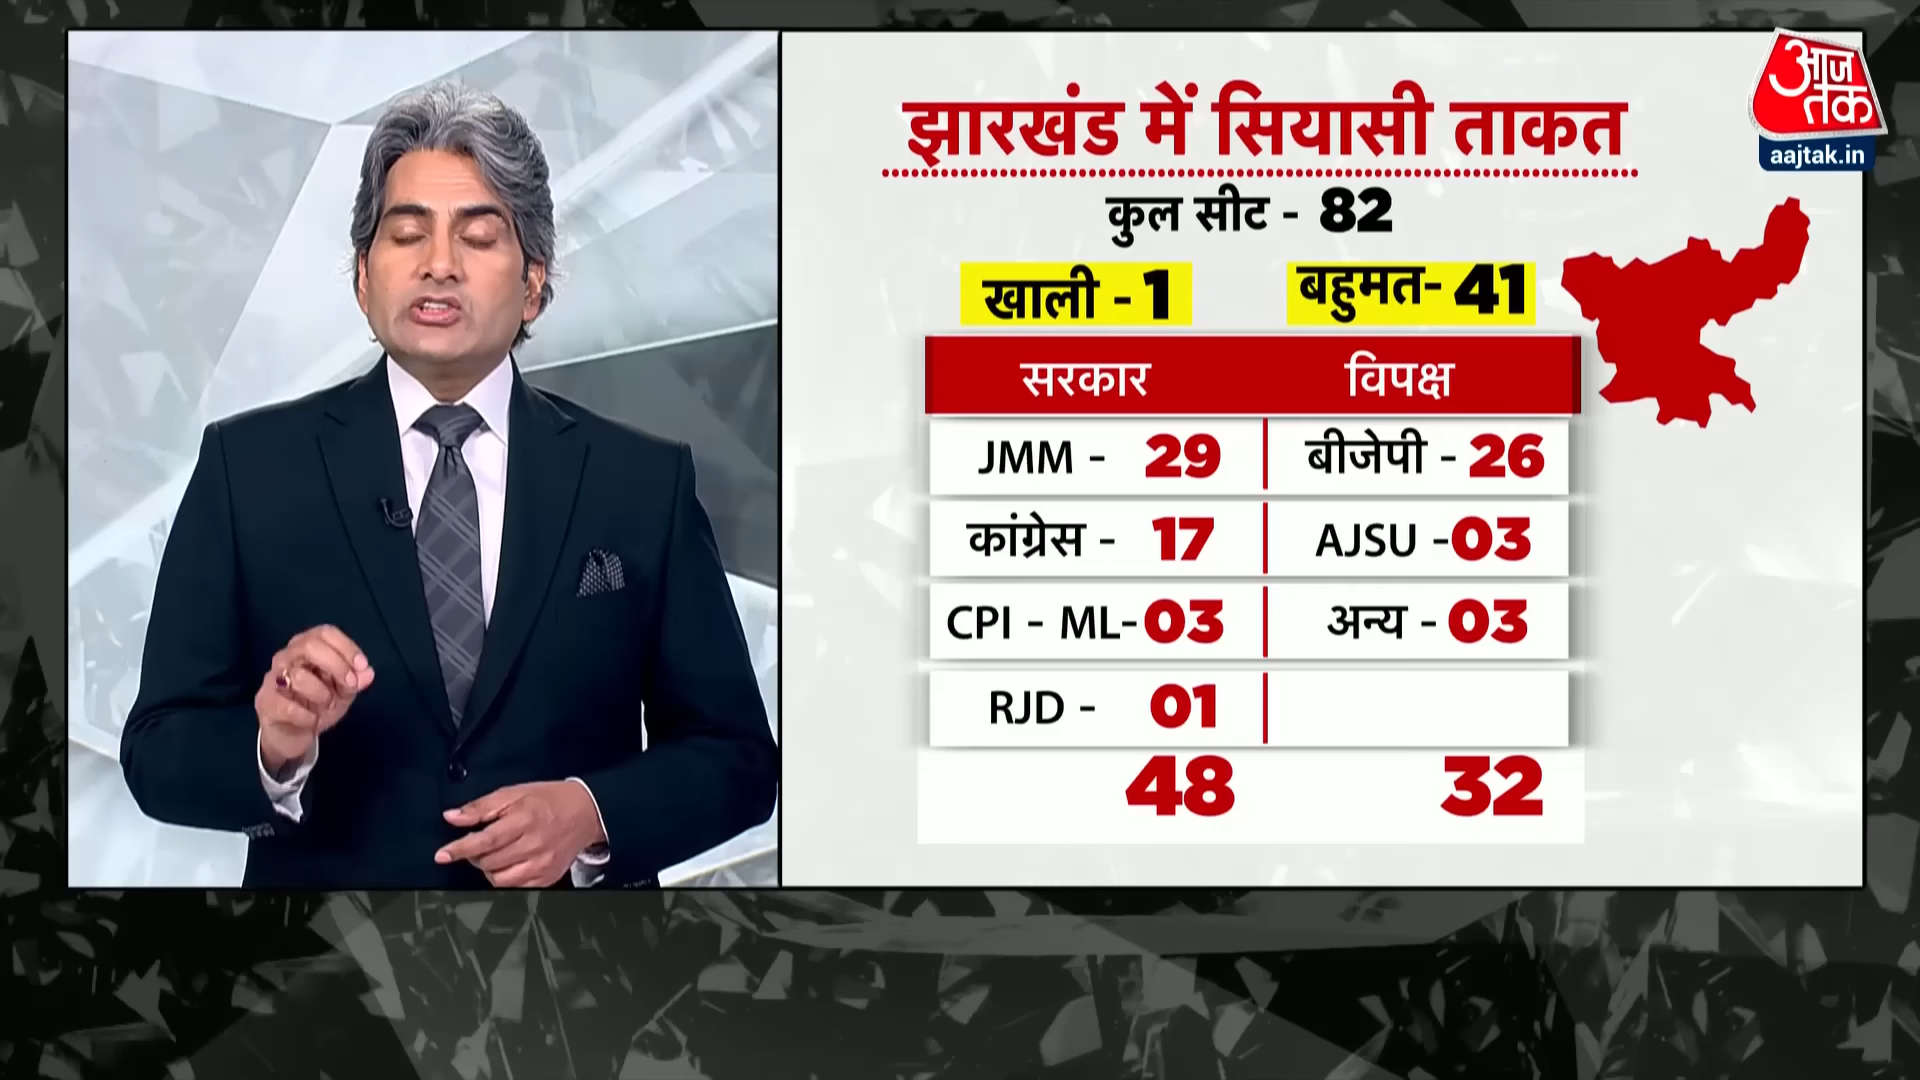 झारखंड में सियासी ताकत
आज
तक
aajtak.in
कुल सीट - 82
खाली - 1
बहुमत- 41
सरकार
विपक्ष
JMM - 29
बीजेपी - 26
कांग्रेस - 17
AJSU -03
CPI - ML-03
अन्य - 03
RJD - 01
48
32